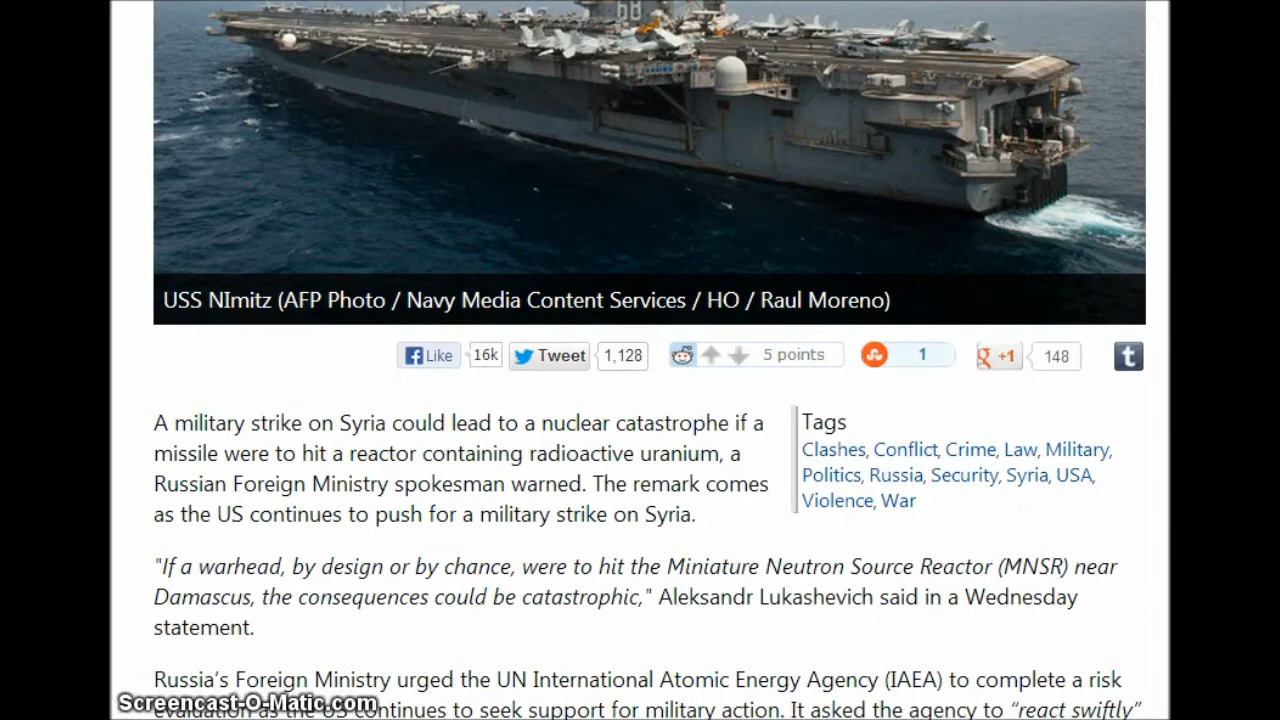 68
USS NImitz (AFP Photo / Navy Media Content Services / HO / Raul Moreno)
Like 16k Tweet 1,128 5 points 1 +1 148
A military strike on Syria could lead to a nuclear catastrophe if a
missile were to hit a reactor containing radioactive uranium, a
Russian Foreign Ministry spokesman warned. The remark comes
as the US continues to push for a military strike on Syria.
Tags
Clashes, Conflict, Crime, Law, Military,
Politics, Russia, Security, Syria, USA,
Violence, War
"If a warhead, by design or by chance, were to hit the Miniature Neutron Source Reactor (MNSR) near
Damascus, the consequences could be catastrophic," Aleksandr Lukashevich said in a Wednesday
statement.
Russia's Foreign Ministry urged the UN International Atomic Energy Agency (IAEA) to complete a risk
evaluation as the US continues to seek support for military action. It asked the agency to “react swiftly”
Screencast-O-Matic.com